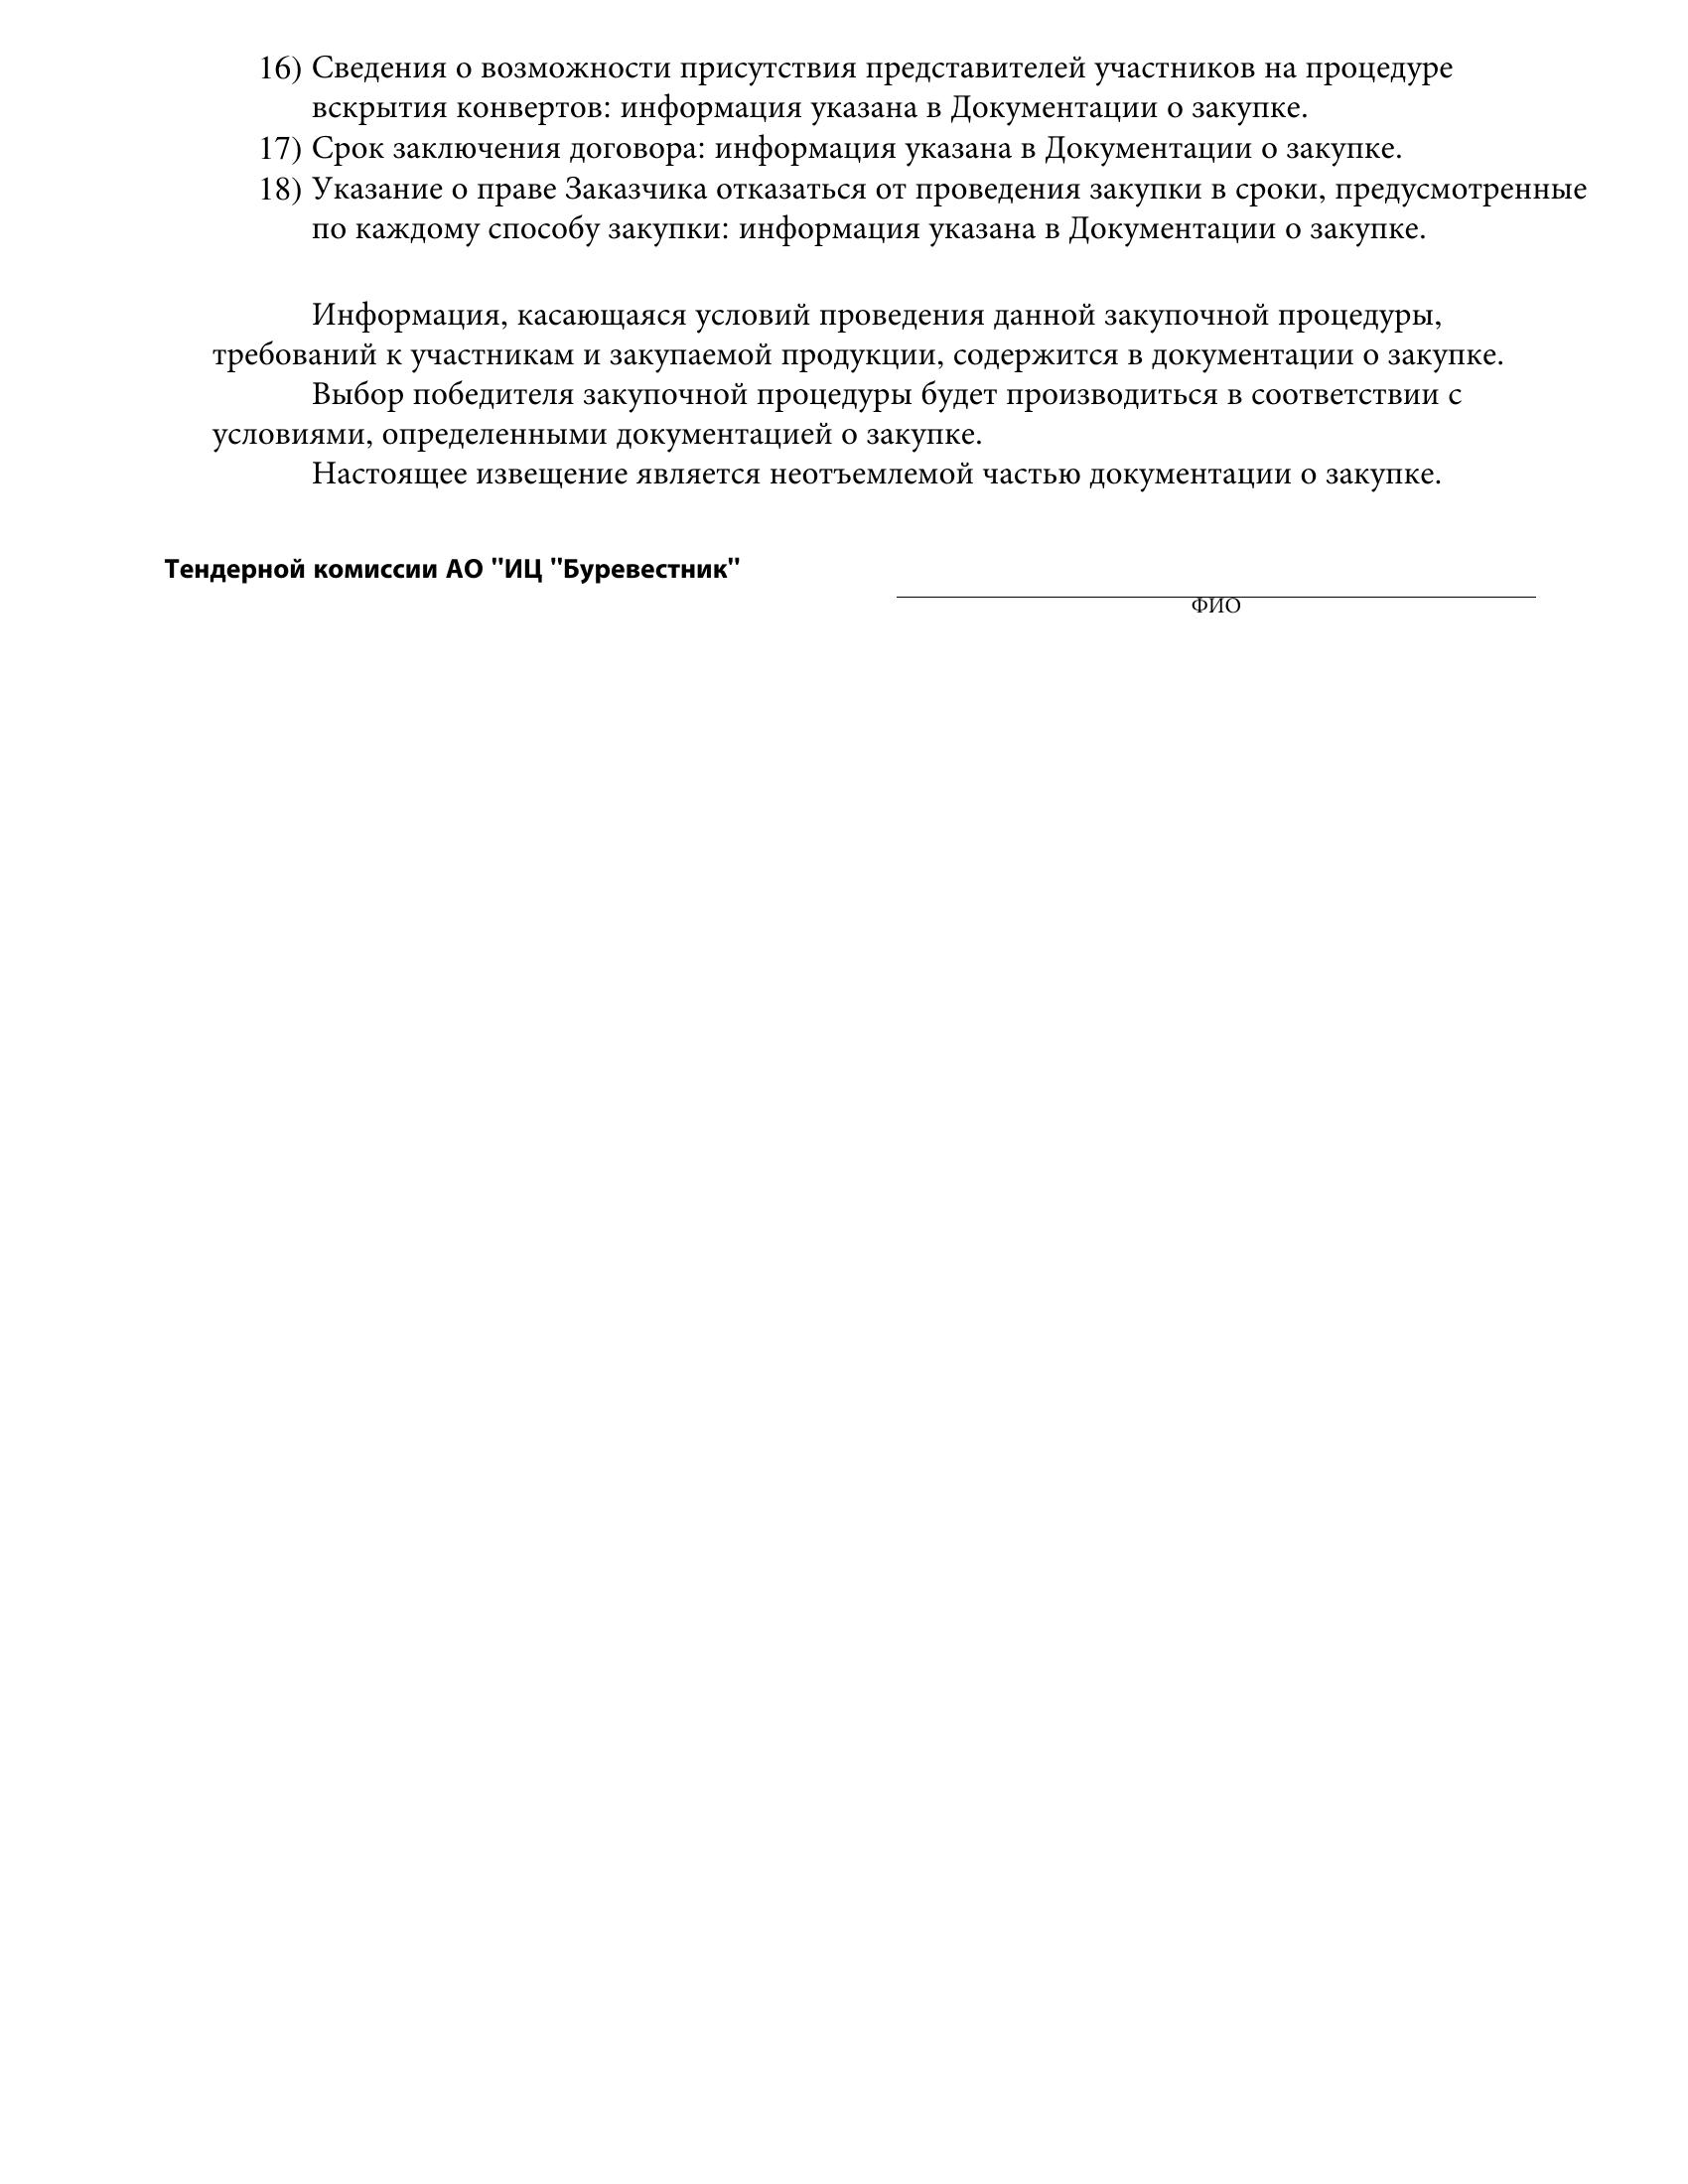 16) Сведения о возможности присутствия представителей участников на процедуре
вскрытия конвертов: информация указана в Документации о закупке.
17) Срок заключения договора: информация указана в Документации о закупке.
18) Указание о праве Заказчика отказаться от проведения закупки в сроки, предусмотренные
по каждому способу закупки: информация указана в Документации о закупке.
Информация, касающаяся условий проведения данной закупочной процедуры,
требований к участникам и закупаемой продукции, содержится в документации о закупке.
Выбор победителя закупочной процедуры будет производиться в соответствии с
условиями, определенными документацией о закупке.
Настоящее извещение является неотъемлемой частью документации о закупке.
Тендерной комиссии АО "ИЦ "Буревестник"
ФИО